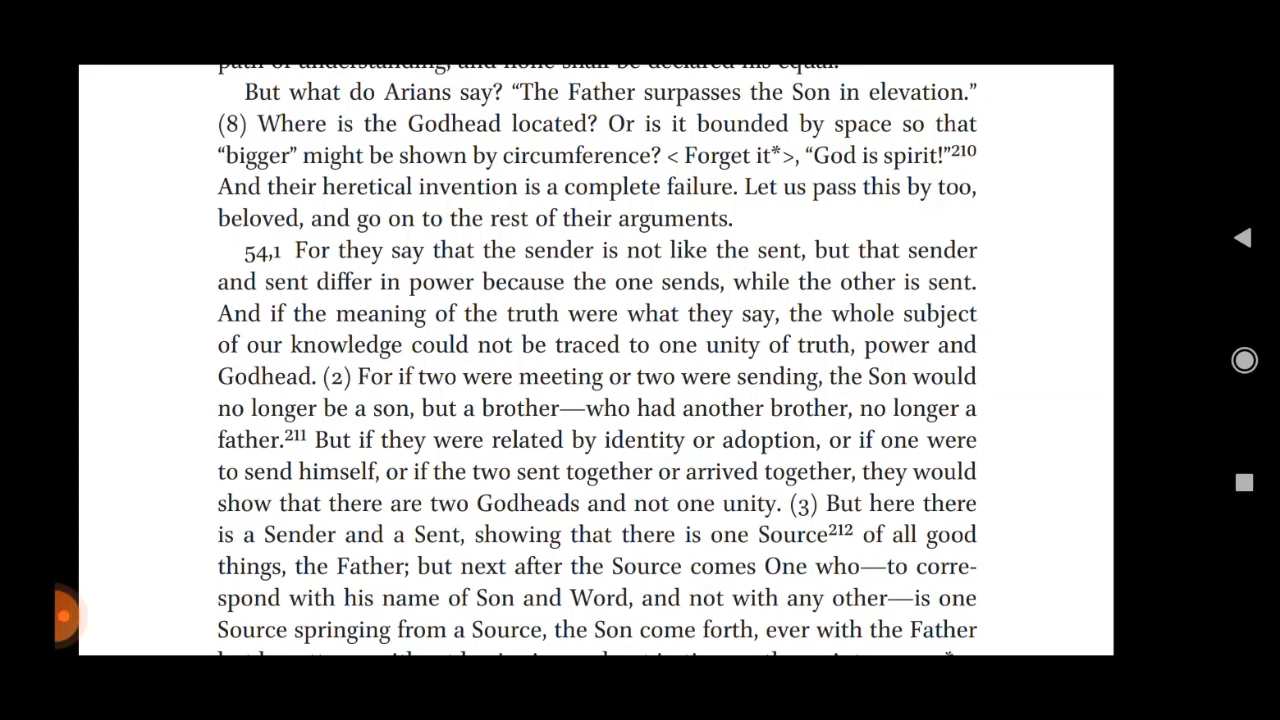 path of understanding, and none shall be declared his equal.
But what do Arians say? “The Father surpasses the Son in elevation.”
(8) Where is the Godhead located? Or is it bounded by space so that
“bigger” might be shown by circumference? < Forget it*>, “God is spirit!”²¹⁰
And their heretical invention is a complete failure. Let us pass this by too,
beloved, and go on to the rest of their arguments.
54,1 For they say that the sender is not like the sent, but that sender
and sent differ in power because the one sends, while the other is sent.
And if the meaning of the truth were what they say, the whole subject
of our knowledge could not be traced to one unity of truth, power and
Godhead. (2) For if two were meeting or two were sending, the Son would
no longer be a son, but a brother—who had another brother, no longer a
father.²¹¹ But if they were related by identity or adoption, or if one were
to send himself, or if the two sent together or arrived together, they would
show that there are two Godheads and not one unity. (3) But here there
is a Sender and a Sent, showing that there is one Source²¹² of all good
things, the Father; but next after the Source comes One who—to corre-
spond with his name of Son and Word, and not with any other—is one
Source springing from a Source, the Son come forth, ever with the Father